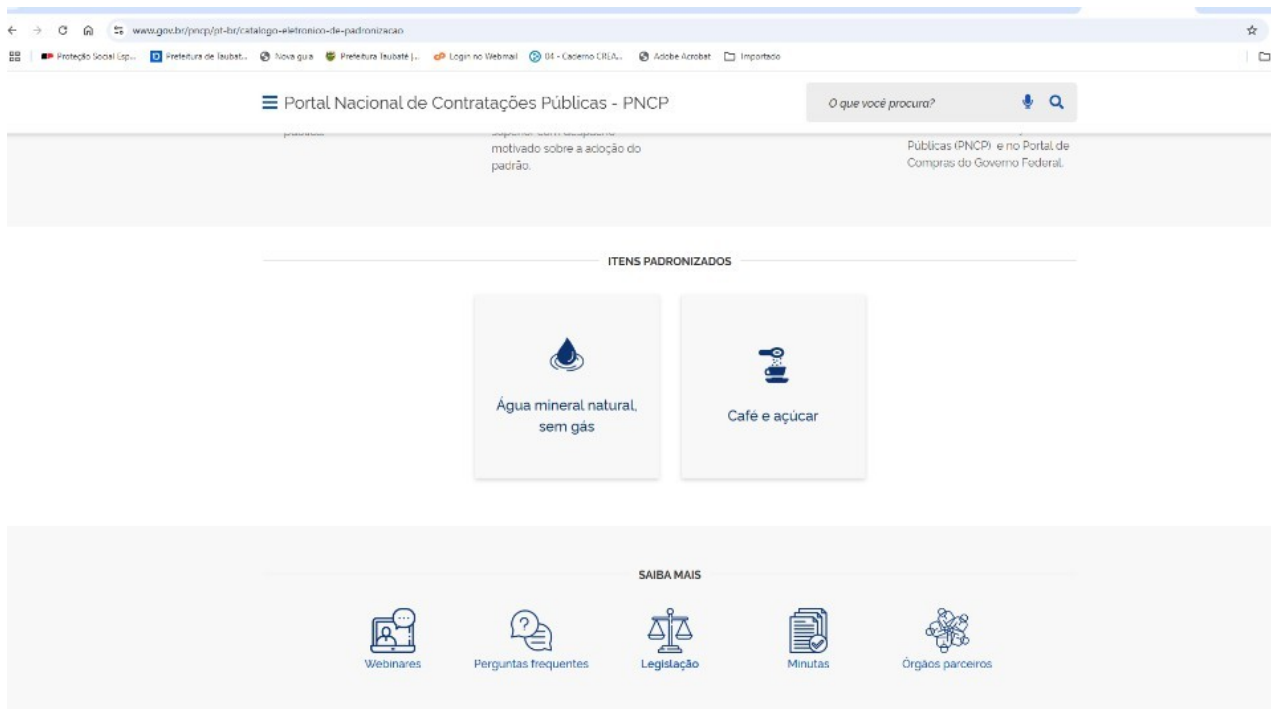 www.gov.br/pncp/pt-br/catalogo-eletronico-de-padronizacao
Proteção Social Esp... Prefeitura de Taubat... Nova guia Prefeitura Taubaté |... Login no Webmail 04 - Caderno CREA... Adobe Acrobat Importado
Portal Nacional de Contratações Públicas - PNCP
O que você procura?
motivado sobre a adoção do
padrão.
Públicas (PNCP) e no Portal de
Compras do Governo Federal.
ITENS PADRONIZADOS
Água mineral natural,
sem gás
Café e açúcar
SAIBA MAIS
Webinares
Perguntas frequentes
Legislação
Minutas
Órgãos parceiros